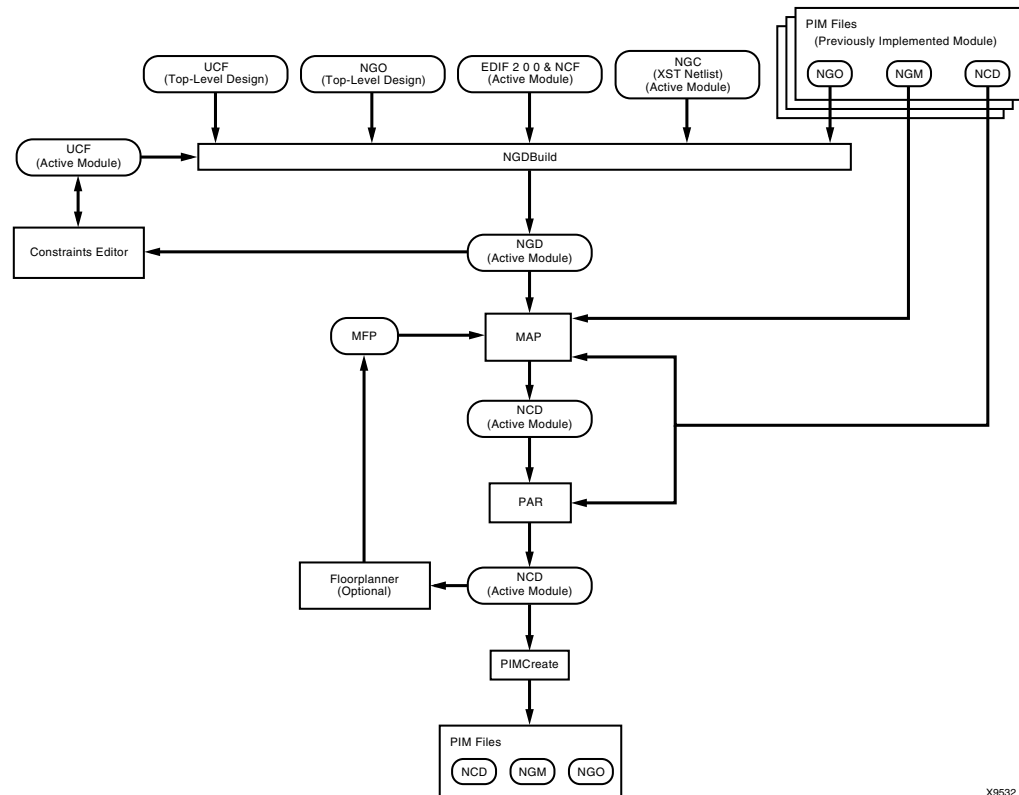 PIM Files
(Previously Implemented Module)
NGO
NGM
NCD
UCF
(Top-Level Design)
NGO
(Top-Level Design)
EDIF 2 0 0 & NCF
(Active Module)
NGC
(XST Netlist)
(Active Module)
UCF
(Active Module)
NGDBuild
Constraints Editor
NGD
(Active Module)
MFP
MAP
NCD
(Active Module)
PAR
Floorplanner
(Optional)
NCD
(Active Module)
PIMCreate
PIM Files
NCD
NGM
NGO
X9532